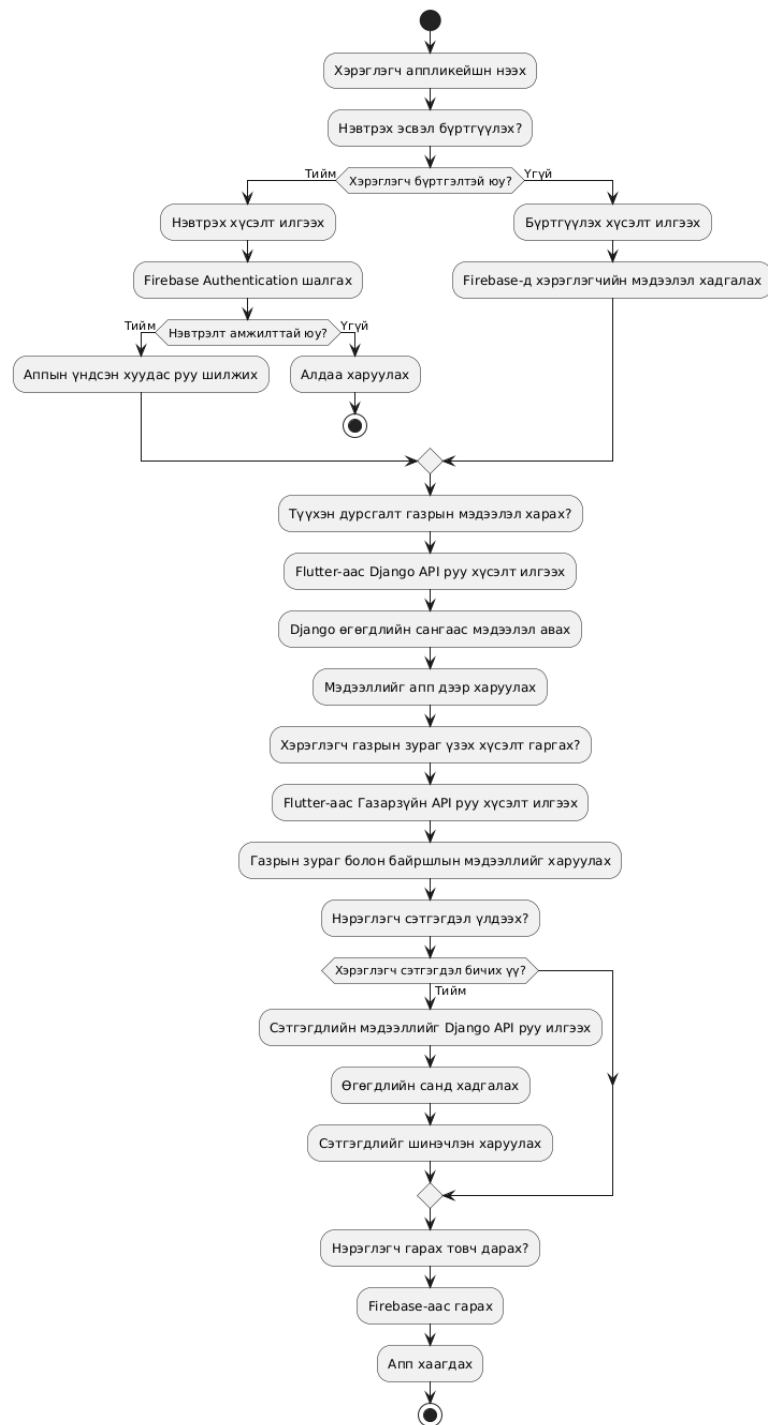 Хэрэглэгч аппликейшн нээх
Нэвтрэх эсвэл бүртгүүлэх?
Тийм
Хэрэглэгч бүртгэлтэй юу?
Үгүй
Нэвтрэх хүсэлт илгээх
Бүртгүүлэх хүсэлт илгээх
Firebase Authentication шалгах
Firebase-д хэрэглэгчийн мэдээлэл хадгалах
Тийм
Нэвтрэлт амжилттай юу?
Үгүй
Аппын үндсэн хуудас руу шилжих
Алдаа харуулах
Түүхэн дурсгалт газрын мэдээлэл харах?
Flutter-аас Django API руу хүсэлт илгээх
Django өгөгдлийн сангаас мэдээлэл авах
Мэдээллийг апп дээр харуулах
Хэрэглэгч газрын зураг үзэх хүсэлт гаргах?
Flutter-аас Газарзүйн API руу хүсэлт илгээх
Газрын зураг болон байршлын мэдээллийг харуулах
Нэрэглэгч сэтгэгдэл үлдээх?
Хэрэглэгч сэтгэгдэл бичих үү?
Тийм
Сэтгэгдлийн мэдээллийг Django API руу илгээх
Өгөгдлийн санд хадгалах
Сэтгэгдлийг шинэчлэн харуулах
Нэрэглэгч гарах товч дарах?
Firebase-аас гарах
Апп хаагдах